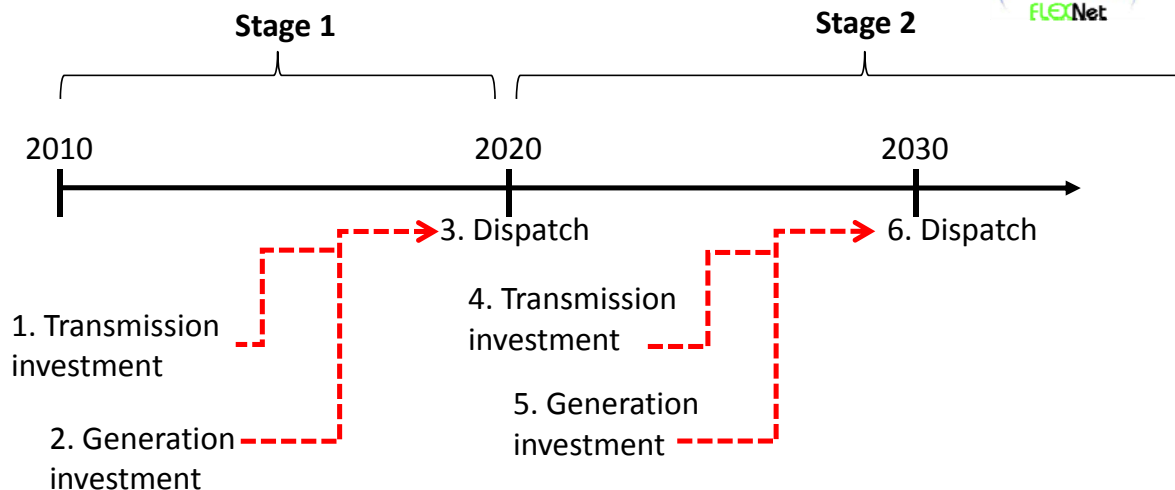 Stage 1
Stage 2
FLEXNet
2010
2020
2030
3. Dispatch
6. Dispatch
1. Transmission
investment
4. Transmission
investment
2. Generation
investment
5. Generation
investment